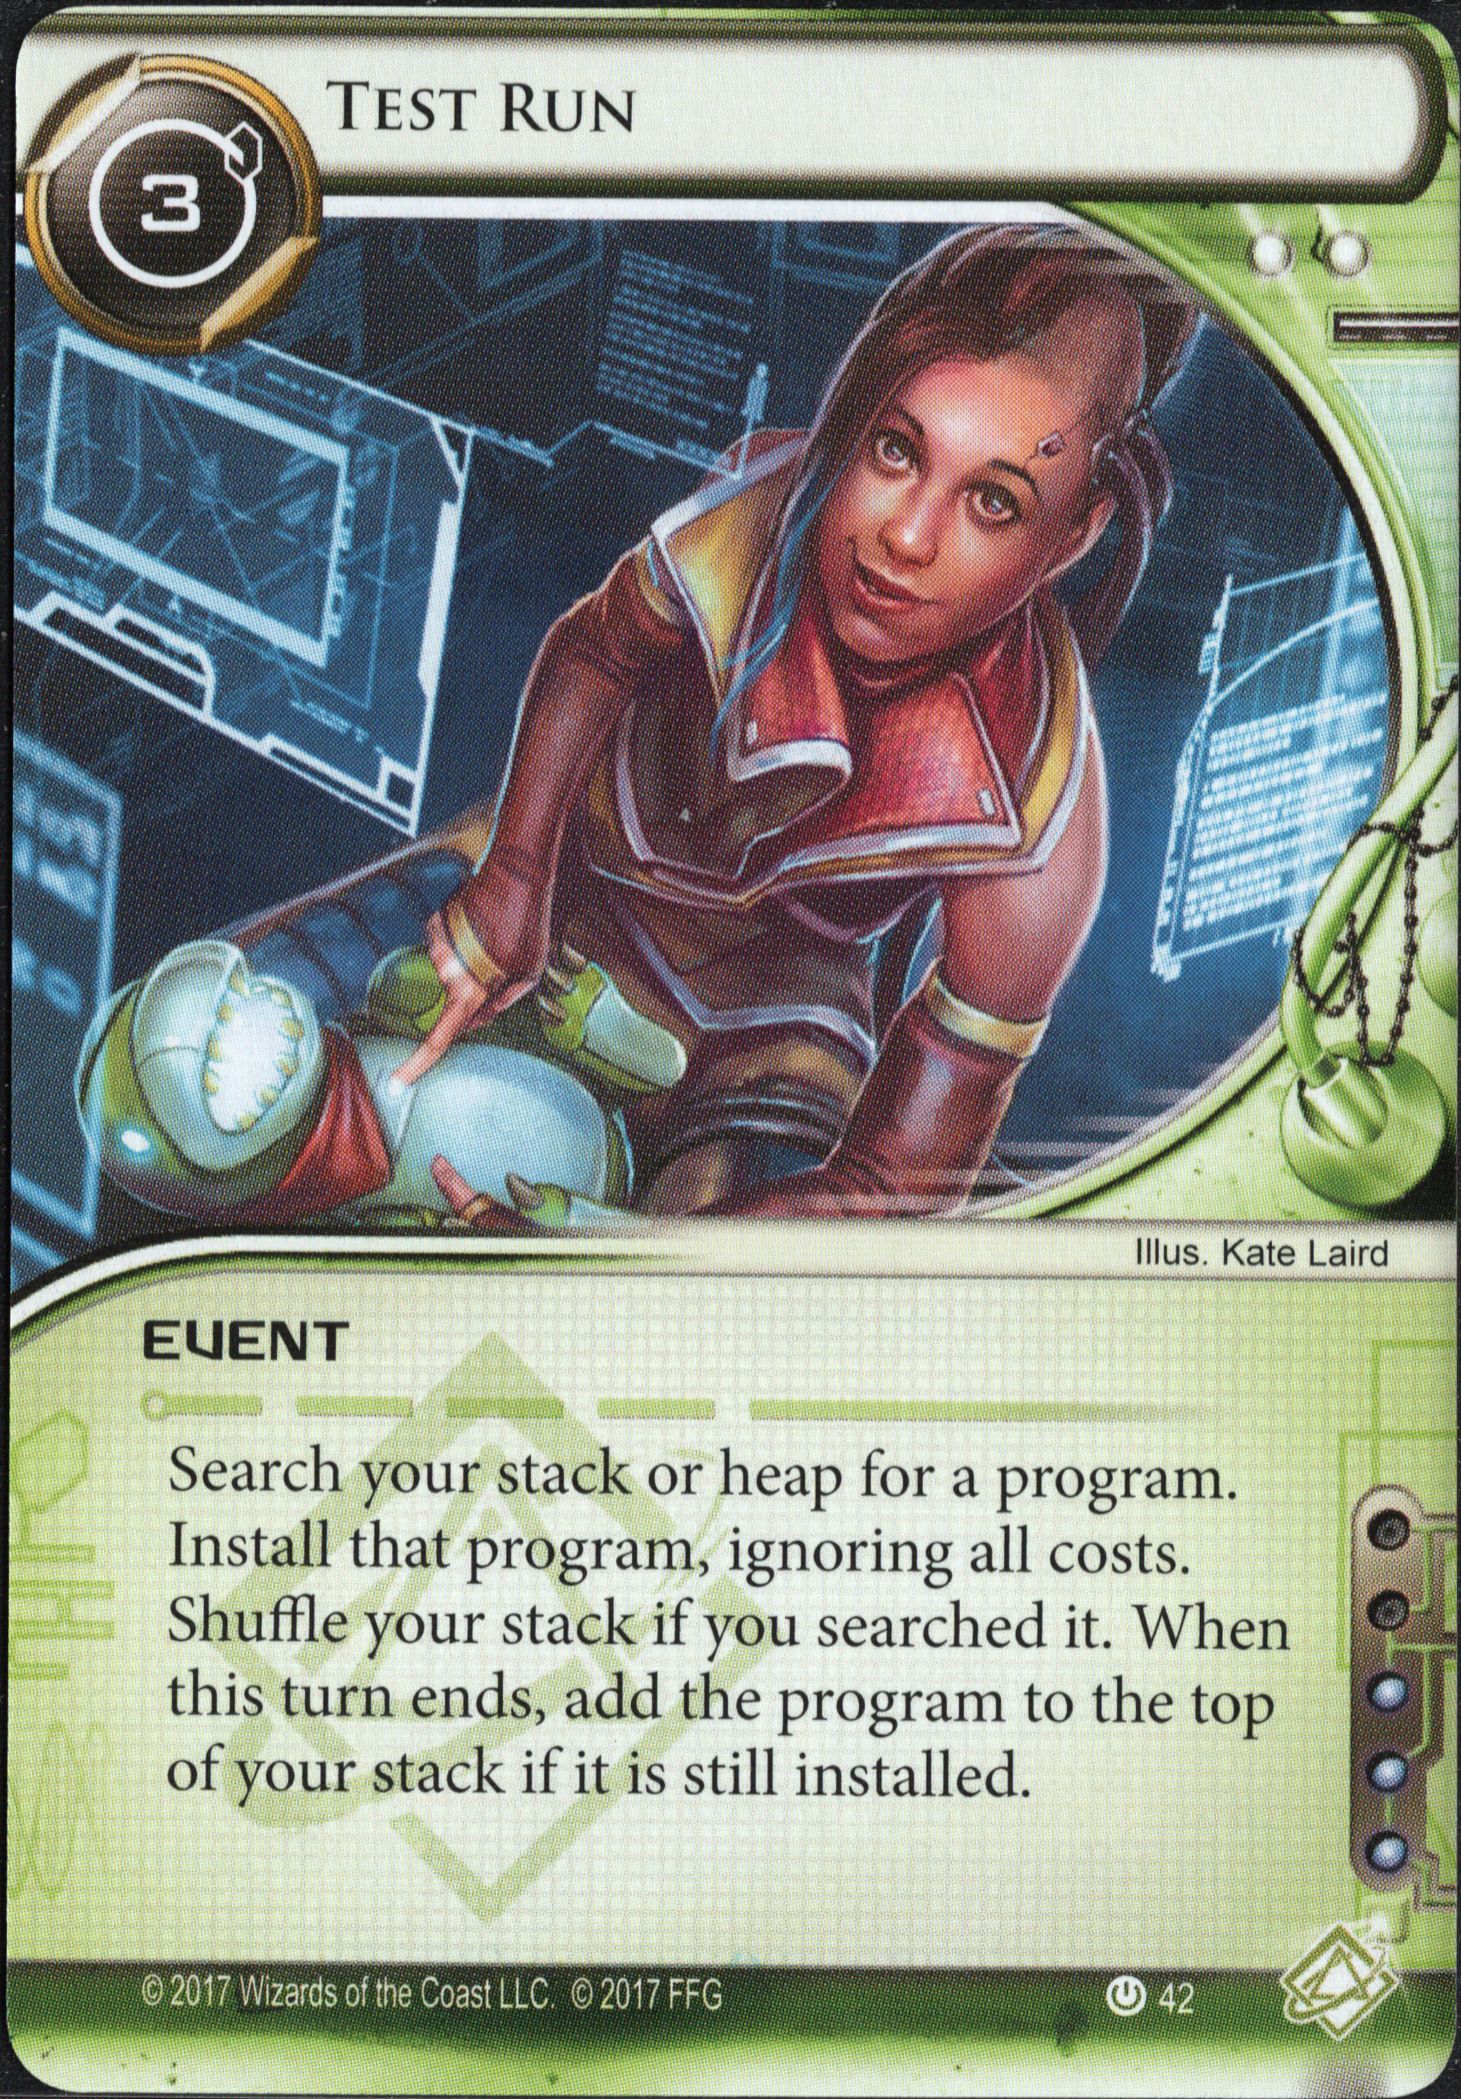 3
TEST RUN
Illus. Kate Laird
EVENT
Search your stack or heap for a program.
Install that program, ignoring all costs.
Shuffle your stack if you searched it. When
this turn ends, add the program to the top
of your stack if it is still installed.
© 2017 Wizards of the Coast LLC. © 2017 FFG
42